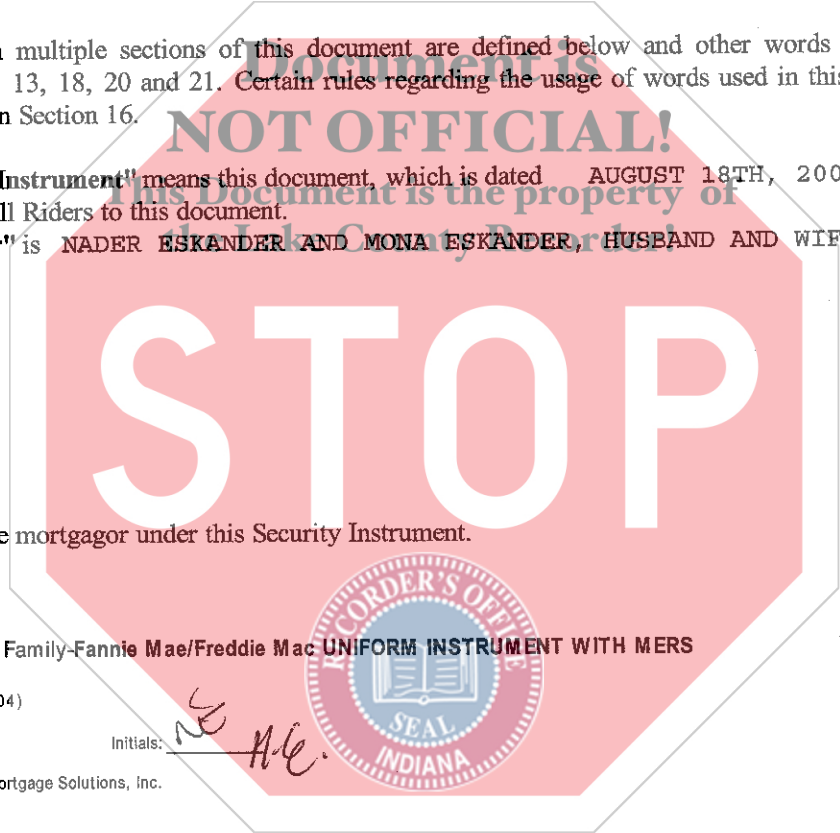 multiple sections of this document are defined below and other words
13, 18, 20 and 21. Certain rules regarding the usage of words used in this
n Section 16.
Document is
NOT OFFICIAL!
This Document is the property of
the Lake County Recorder!
Instrument" means this document, which is dated AUGUST 18TH, 200
ll Riders to this document.
" is NADER ESKANDER AND MONA ESKANDER, HUSBAND AND WIF
STOP
e mortgagor under this Security Instrument.
Family-Fannie Mae/Freddie Mac UNIFORM INSTRUMENT WITH MERS
04)
Initials: NE M.E.
ortgage Solutions, Inc.
RECORDER'S OFFICE
SEAL
INDIANA